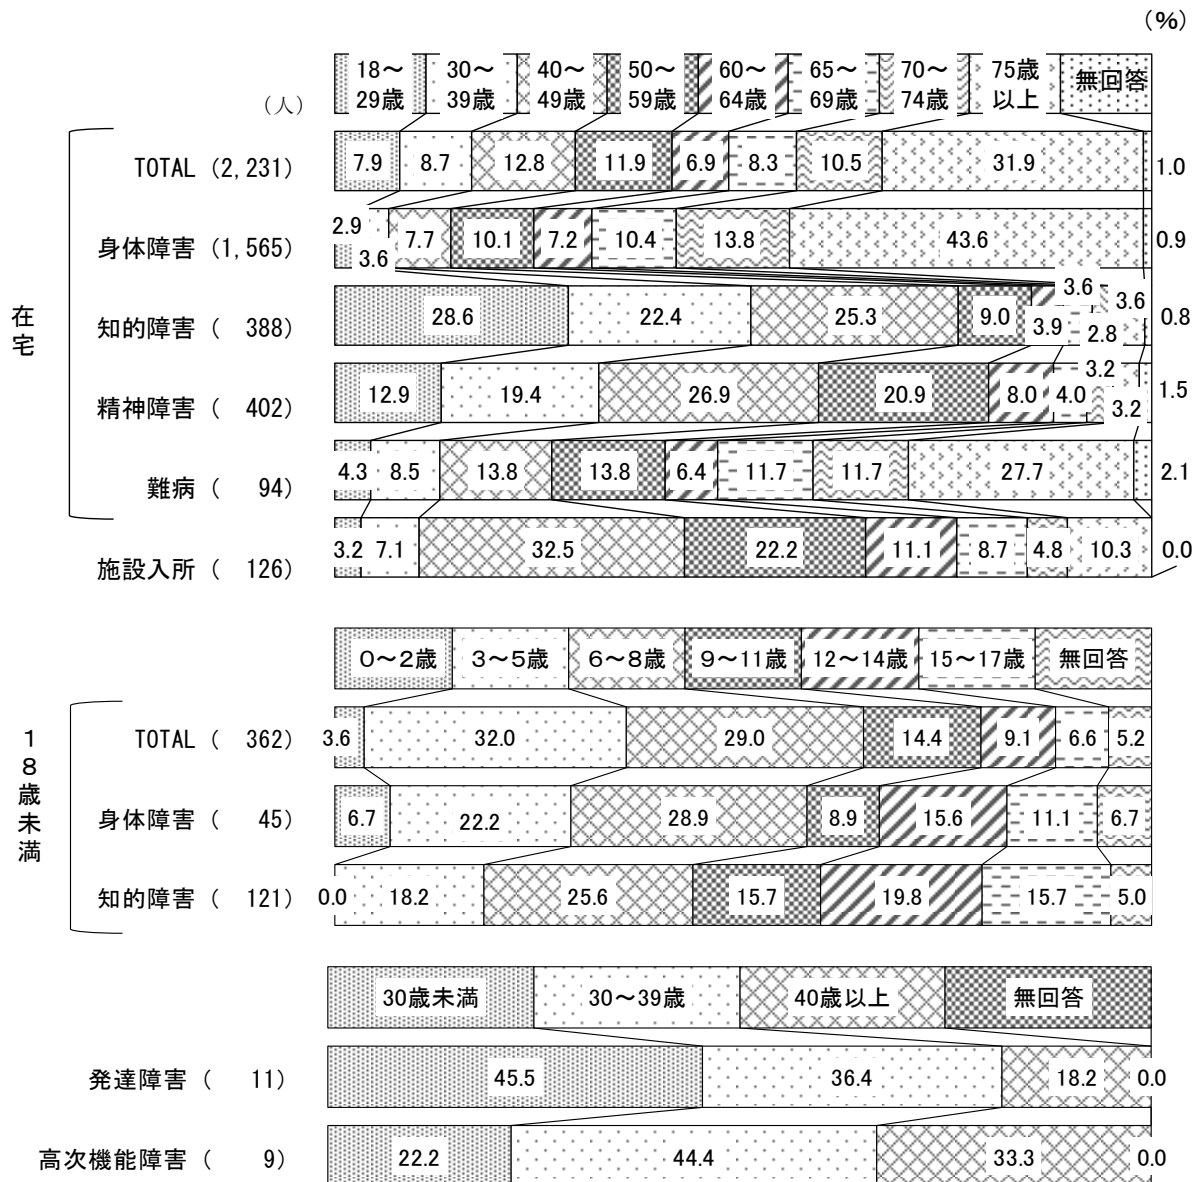 (％)
18～29歳 30～39歳 40～49歳 50～59歳 60～64歳 65～69歳 70～74歳 75歳以上 無回答
(人)
在宅
TOTAL (2,231) 7.9 8.7 12.8 11.9 6.9 8.3 10.5 31.9 1.0
身体障害 (1,565) 2.9 3.6 7.7 10.1 7.2 10.4 13.8 43.6 0.9
知的障害 ( 388) 28.6 22.4 25.3 9.0 3.9 3.6 2.8 3.6 0.8
精神障害 ( 402) 12.9 19.4 26.9 20.9 8.0 4.0 3.2 3.2 1.5
難病 ( 94) 4.3 8.5 13.8 13.8 6.4 11.7 11.7 27.7 2.1
施設入所 ( 126) 3.2 7.1 32.5 22.2 11.1 8.7 4.8 10.3 0.0
０～２歳 ３～５歳 ６～８歳 ９～11歳 12～14歳 15～17歳 無回答
１８歳未満
TOTAL ( 362) 3.6 32.0 29.0 14.4 9.1 6.6 5.2
身体障害 ( 45) 6.7 22.2 28.9 8.9 15.6 11.1 6.7
知的障害 ( 121) 0.0 18.2 25.6 15.7 19.8 15.7 5.0
30歳未満 30～39歳 40歳以上 無回答
発達障害 ( 11) 45.5 36.4 18.2 0.0
高次機能障害 ( 9) 22.2 44.4 33.3 0.0